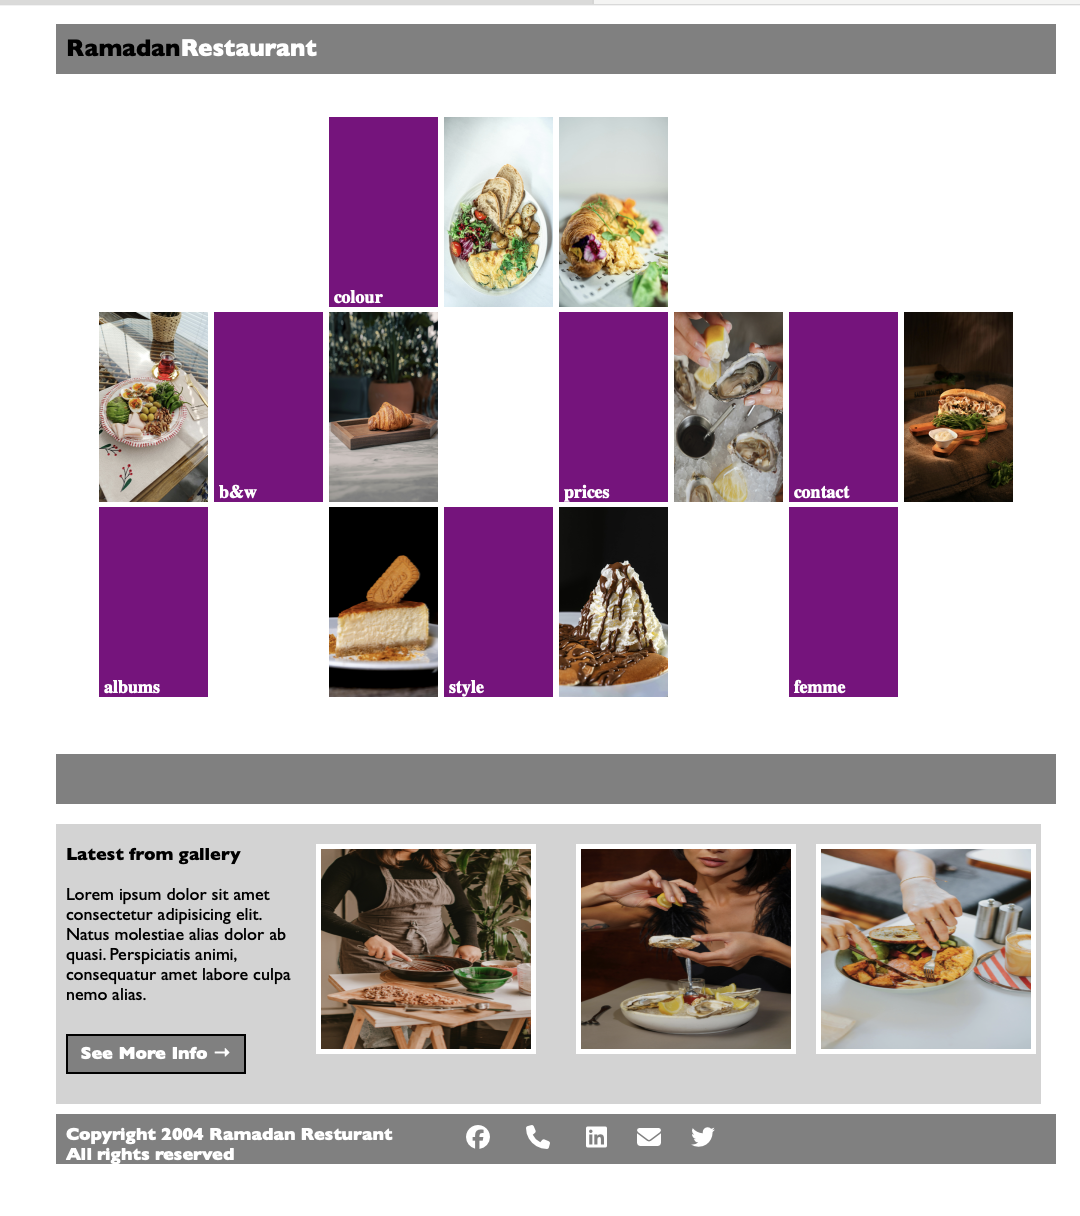 RamadanRestaurant
colour
b&w
prices
contact
albums
style
femme
Latest from gallery
Lorem ipsum dolor sit amet
consectetur adipisicing elit.
Natus molestiae alias dolor ab
quasi. Perspiciatis animi,
consequatur amet labore culpa
nemo alias.
See More Info →
Copyright 2004 Ramadan Resturant
All rights reserved